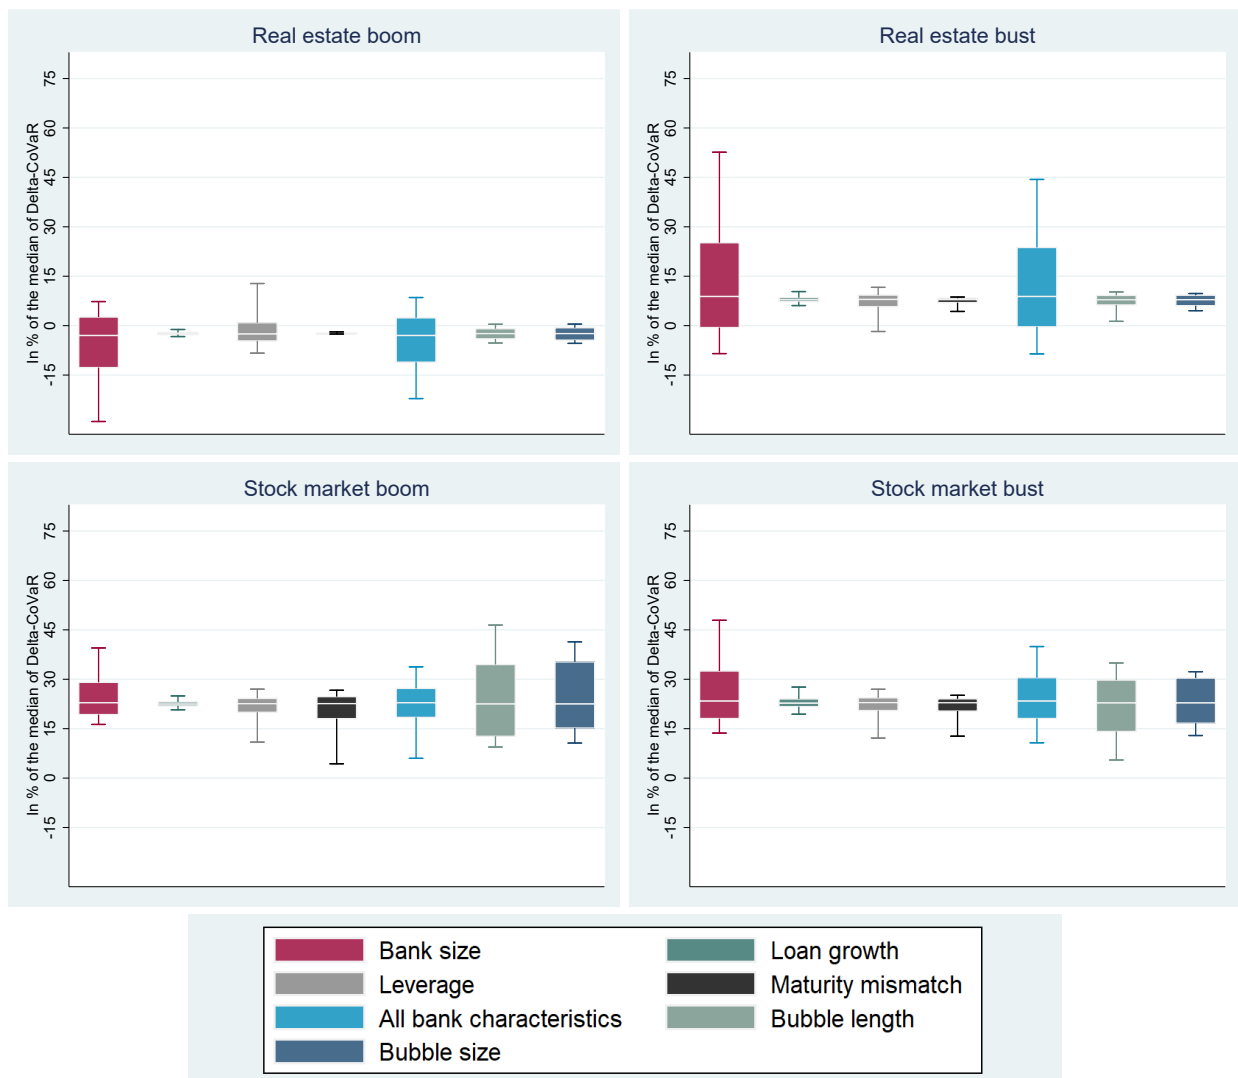 Real estate boom
In % of the median of Delta-CoVaR
75
60
45
30
15
0
-15
Real estate bust
In % of the median of Delta-CoVaR
75
60
45
30
15
0
-15
Stock market boom
In % of the median of Delta-CoVaR
75
60
45
30
15
0
-15
Stock market bust
In % of the median of Delta-CoVaR
75
60
45
30
15
0
-15
Bank size
Loan growth
Leverage
Maturity mismatch
All bank characteristics
Bubble length
Bubble size